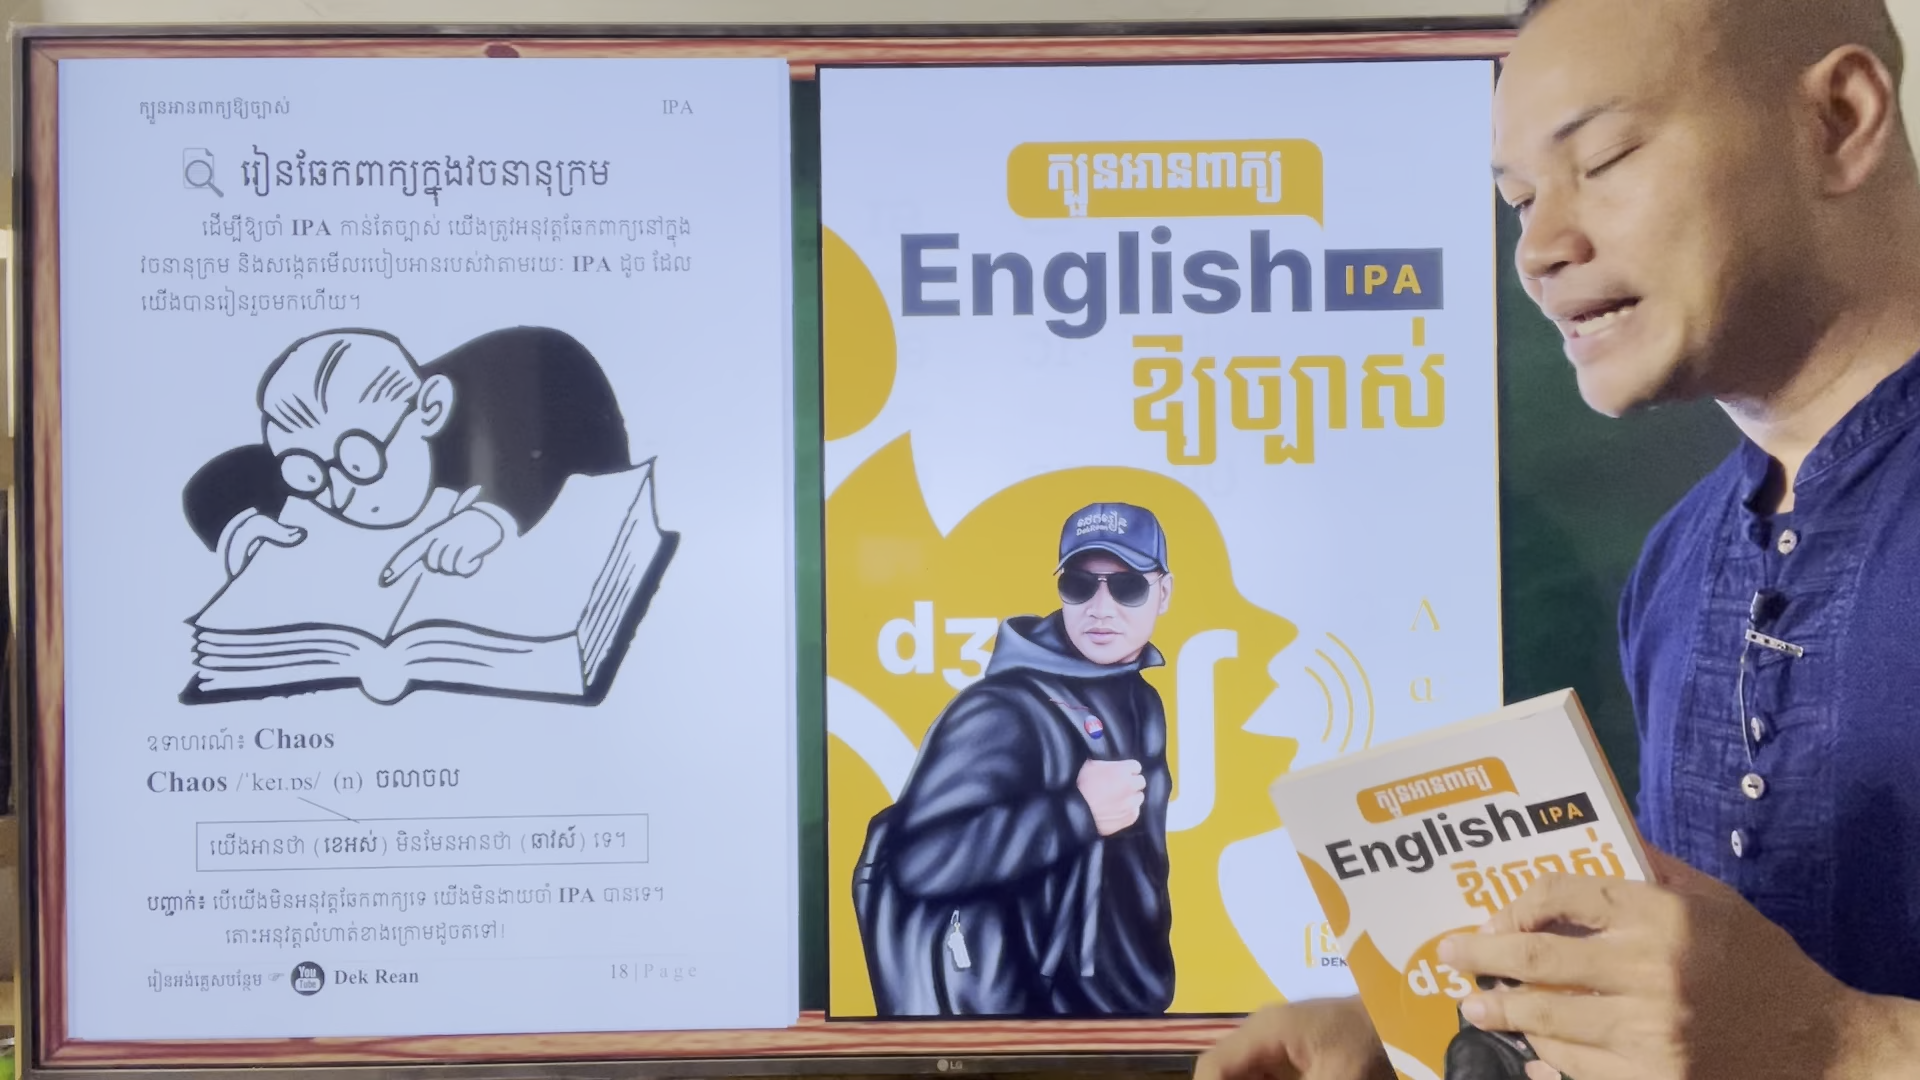 ក្បួនអានពាក្យឱ្យច្បាស់
IPA
រៀនឆែកពាក្យក្នុងវចនានុក្រម
ដើម្បីឱ្យចាំ IPA កាន់តែច្បាស់ យើងត្រូវអនុវត្តឆែកពាក្យនៅក្នុង
វចនានុក្រម និងសង្កេតមើលរបៀបអានរបស់វាតាមរយៈ IPA ដូច ដែល
យើងបានរៀនរួចមកហើយ។
ឧទាហរណ៍៖ Chaos
Chaos /ˈkeɪ.ɒs/ (n) ចលាចល
យើងអានថា (ខេអស់) មិនមែនអានថា (ឆាវស៍) ទេ។
បញ្ជាក់៖ បើយើងមិនអនុវត្តឆែកពាក្យទេ យើងមិនងាយចាំ IPA បានទេ។
តោះអនុវត្តលំហាត់ខាងក្រោមដូចតទៅ!
រៀនអង់គ្លេសបន្ថែម ☞ You Tube Dek Rean
18 | Page
ក្បួនអានពាក្យ
English IPA
ឱ្យច្បាស់
ដេករៀន
DekRean
dʒ
ʃ
Λ
ɑ:
DEK
ក្បួនអានពាក្យ
English IPA
ឱ្យច្បាស់
dʒ
LG